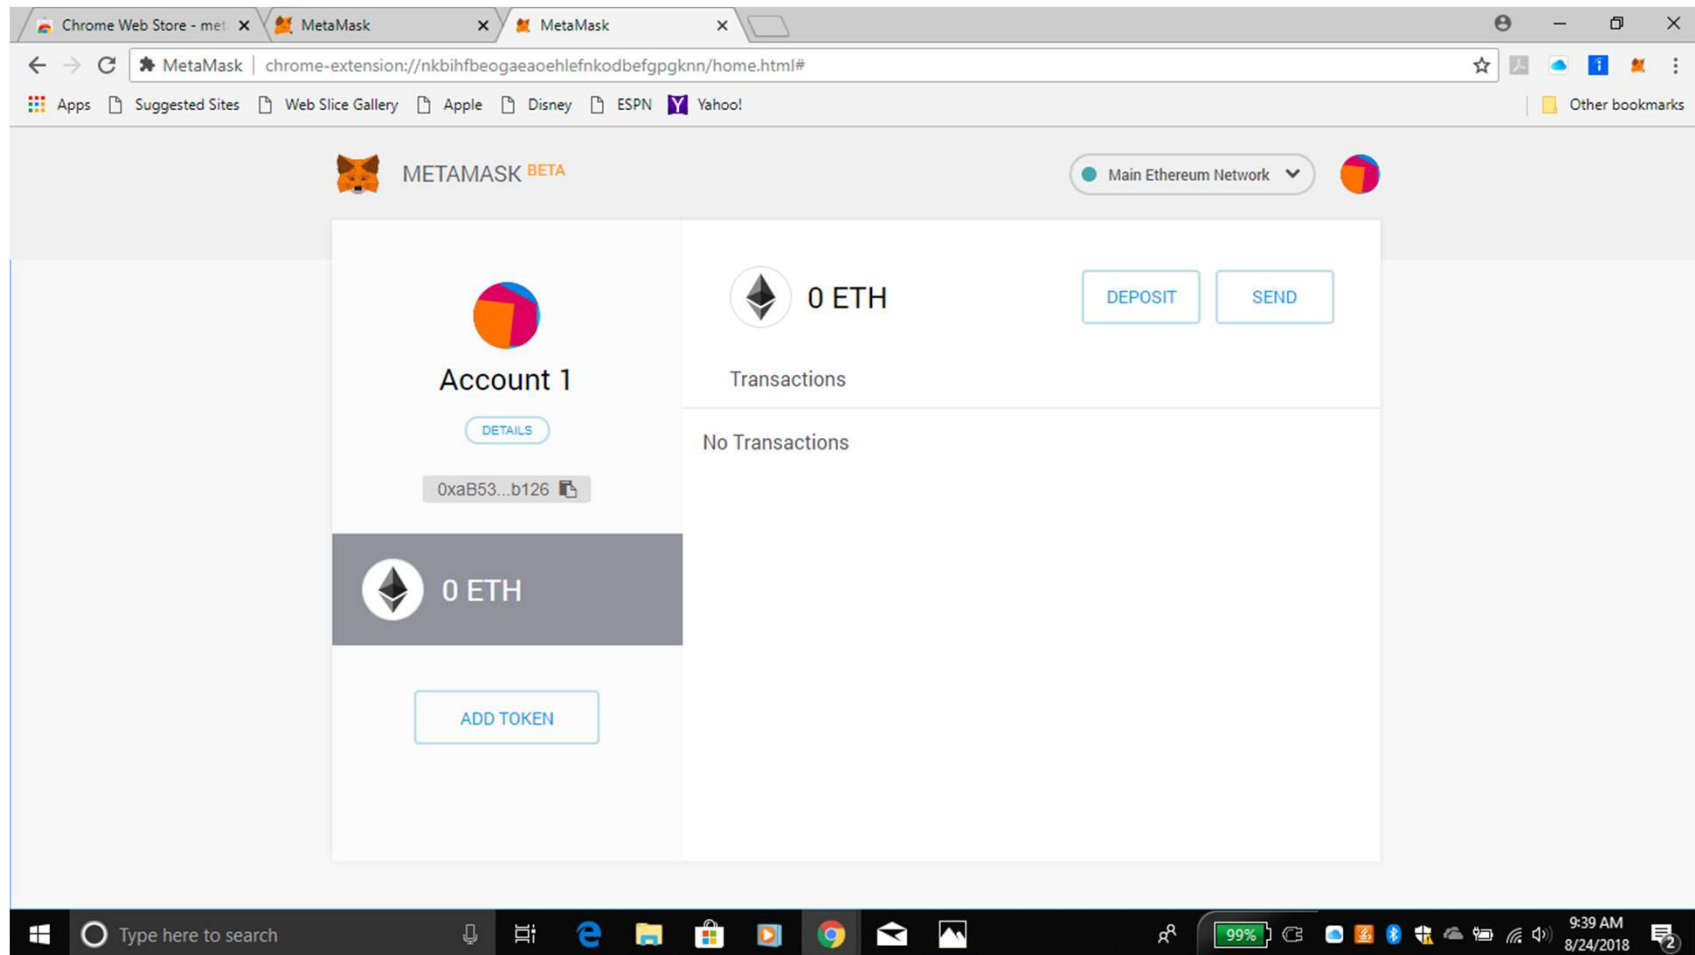 Chrome Web Store - met
MetaMask
MetaMask
MetaMask | chrome-extension://nkbihfbeogaeaoehlefnkodbefgpgknn/home.html#
Apps Suggested Sites Web Slice Gallery Apple Disney ESPN Yahoo! Other bookmarks
METAMASK BETA
Main Ethereum Network
0 ETH
DEPOSIT
SEND
Account 1
Transactions
DETAILS
No Transactions
0xaB53...b126
0 ETH
ADD TOKEN
Type here to search
99%
9:39 AM
8/24/2018
2